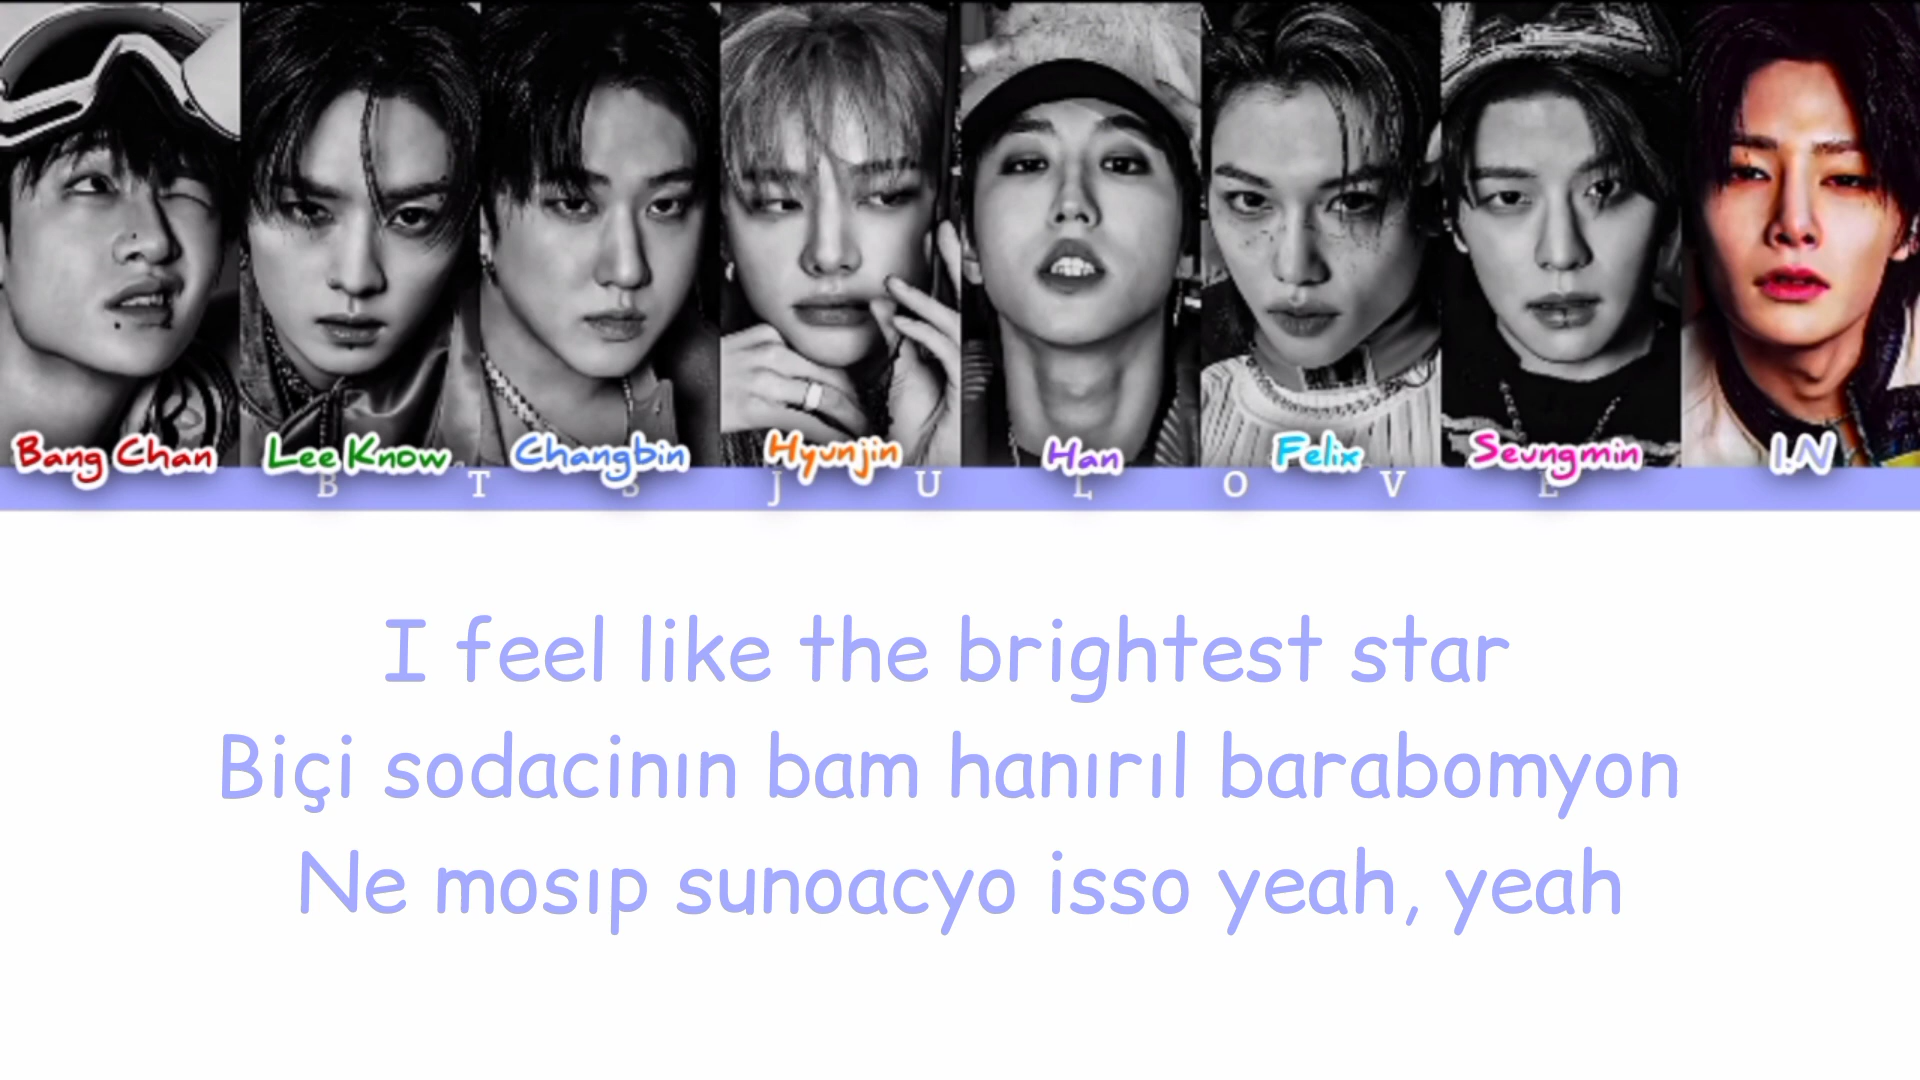 Bang Chan Lee Know Changbin Hyunjin Han Felix Seungmin I.N
B T S J U L O V E
I feel like the brightest star
Biçi sodacinın bam hanırıl barabomyon
Ne mosıp sunoacyo isso yeah, yeah